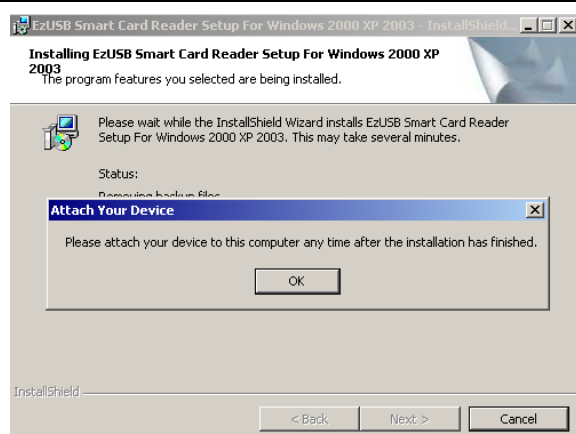 EzUSB Smart Card Reader Setup For Windows 2000 XP 2003 - InstallShield...
Installing EzUSB Smart Card Reader Setup For Windows 2000 XP
2003
The program features you selected are being installed.
Please wait while the InstallShield Wizard installs EzUSB Smart Card Reader
Setup For Windows 2000 XP 2003. This may take several minutes.
Status:
Removing backup files
Attach Your Device
Please attach your device to this computer any time after the installation has finished.
OK
InstallShield
< Back
Next >
Cancel